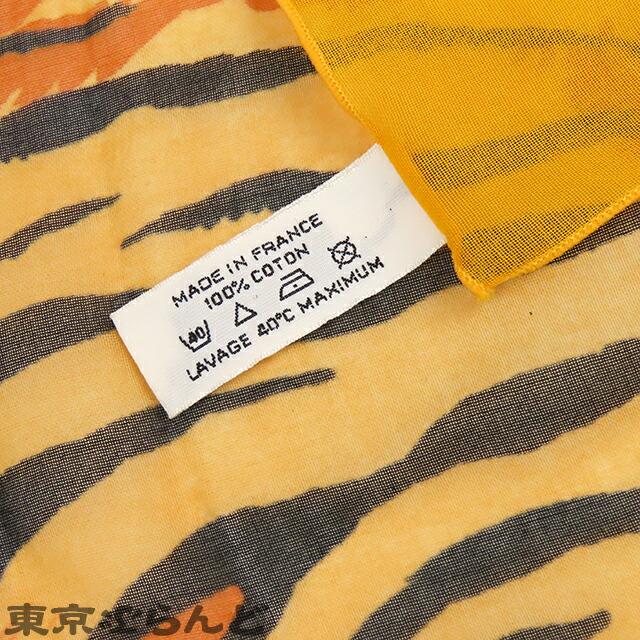 MADE IN FRANCE
100% COTON
40
LAVAGE 40°C MAXIMUM
東京ぶらんど